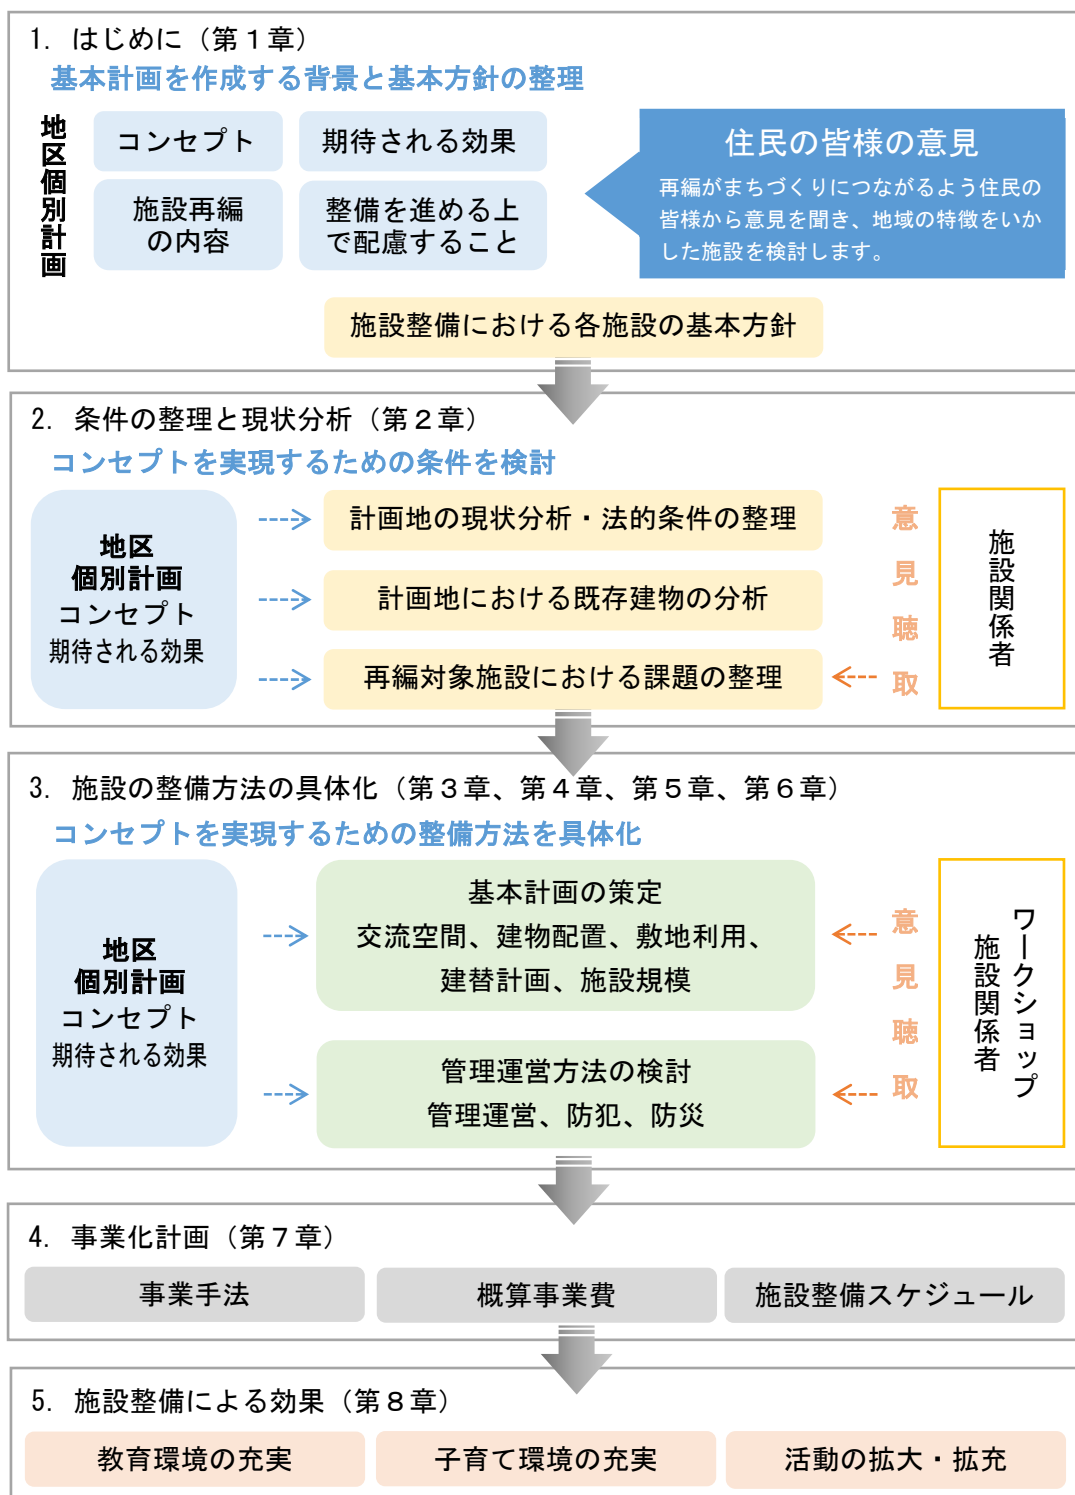 1. はじめに（第１章）
基本計画を作成する背景と基本方針の整理
地区個別計画
コンセプト
期待される効果
施設再編
の内容
整備を進める上
で配慮すること
住民の皆様の意見
再編がまちづくりにつながるよう住民の
皆様から意見を聞き、地域の特徴をいか
した施設を検討します。
施設整備における各施設の基本方針
2. 条件の整理と現状分析（第２章）
コンセプトを実現するための条件を検討
地区
個別計画
コンセプト
期待される効果
計画地の現状分析・法的条件の整理
計画地における既存建物の分析
再編対象施設における課題の整理
意見聴取
施設関係者
3. 施設の整備方法の具体化（第３章、第４章、第５章、第６章）
コンセプトを実現するための整備方法を具体化
地区
個別計画
コンセプト
期待される効果
基本計画の策定
交流空間、建物配置、敷地利用、
建替計画、施設規模
管理運営方法の検討
管理運営、防犯、防災
意見聴取
ワークショップ
施設関係者
4. 事業化計画（第７章）
事業手法
概算事業費
施設整備スケジュール
5. 施設整備による効果（第８章）
教育環境の充実
子育て環境の充実
活動の拡大・拡充